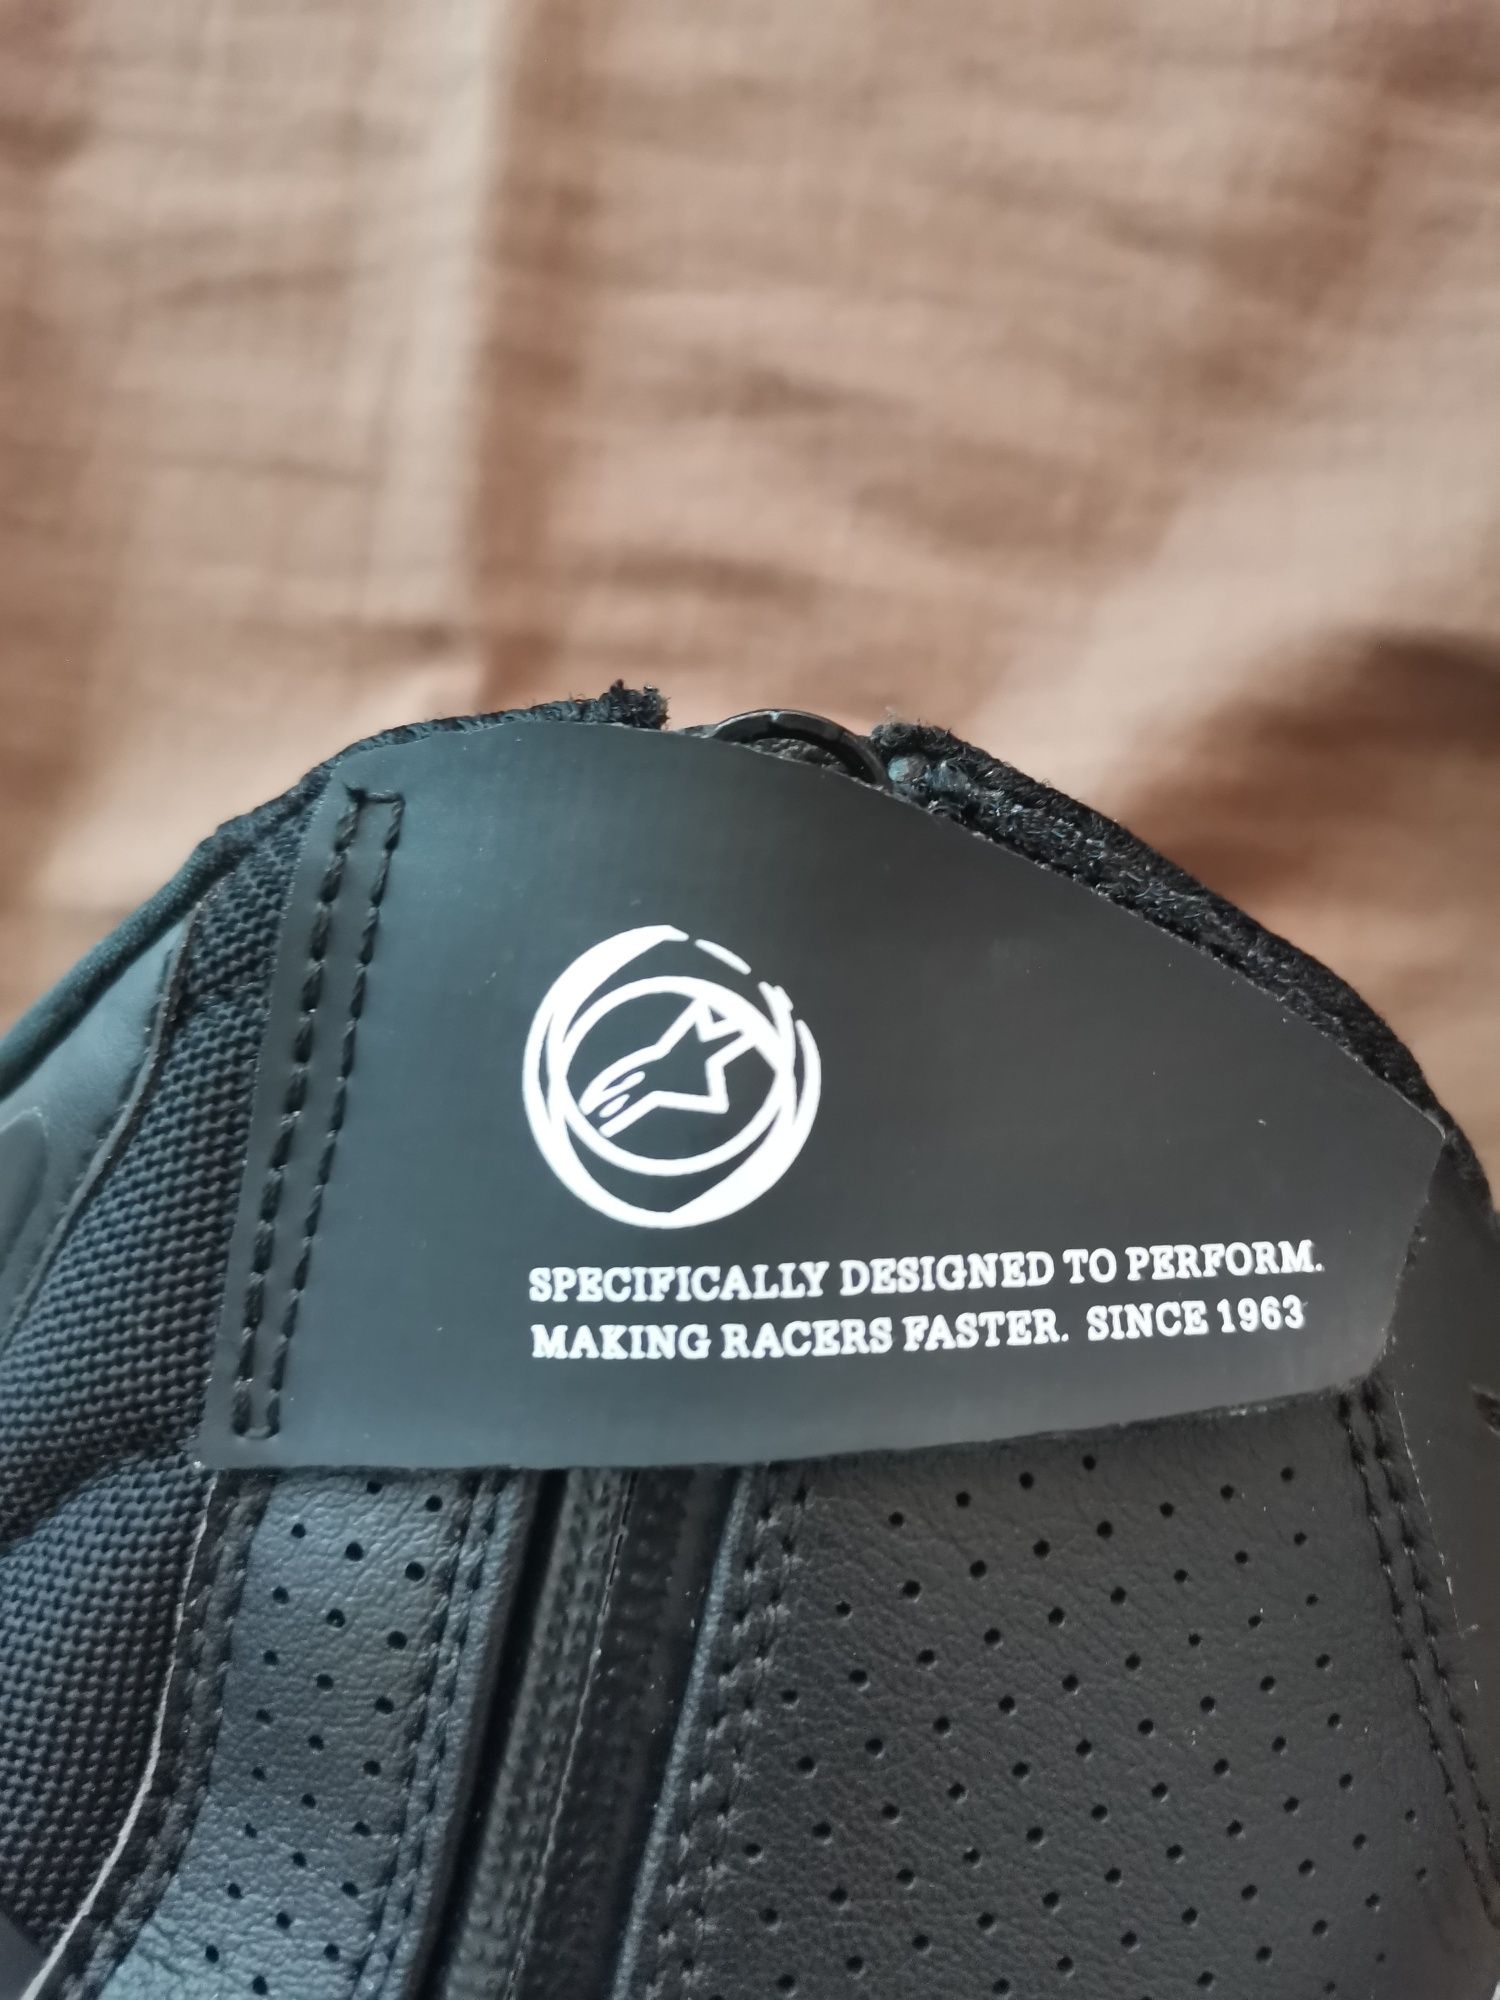 SPECIFICALLY DESIGNED TO PERFORM.
MAKING RACERS FASTER. SINCE 1963